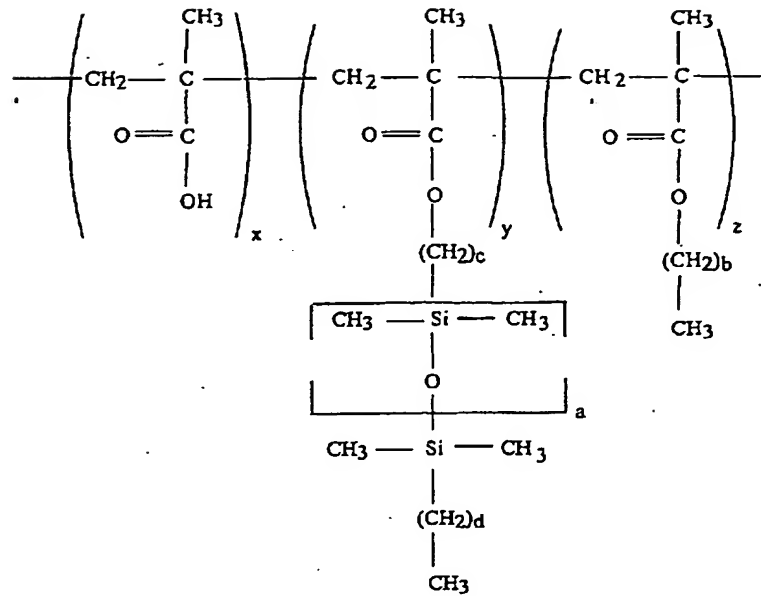 CH3 CH3 CH3
CH2 C CH2 C CH2 C
O=C O=C O=C
OH O O
x y z
(CH2)c (CH2)b
CH3 Si CH3 CH3
O
a
CH3 Si CH3
(CH2)d
CH3